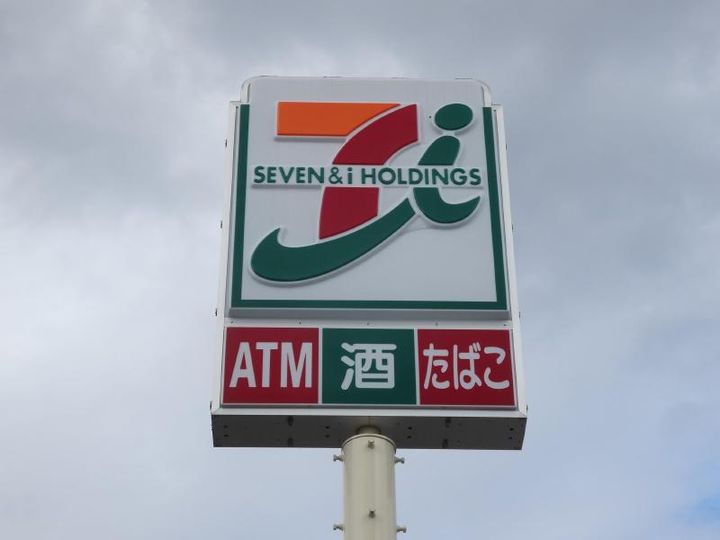 SEVEN & i HOLDINGS
ATM 酒 たばこ